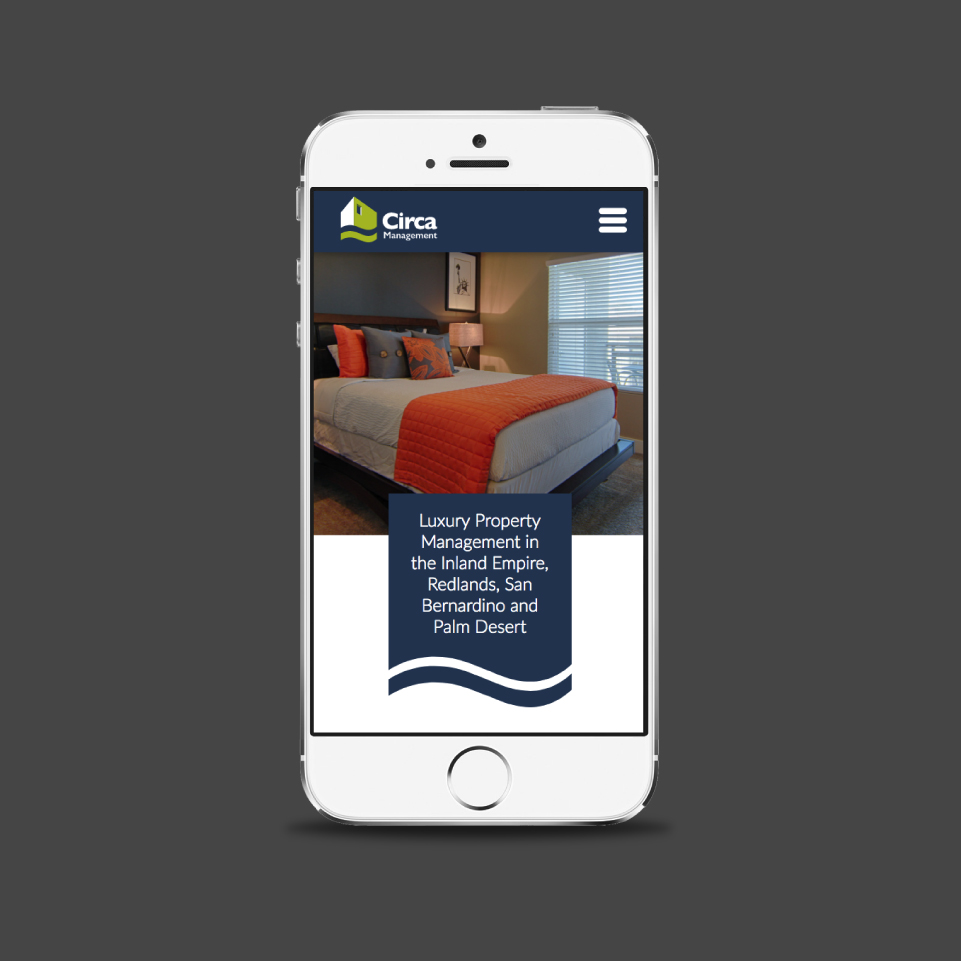 Circa
Management
Luxury Property
Management in
the Inland Empire,
Redlands, San
Bernardino and
Palm Desert